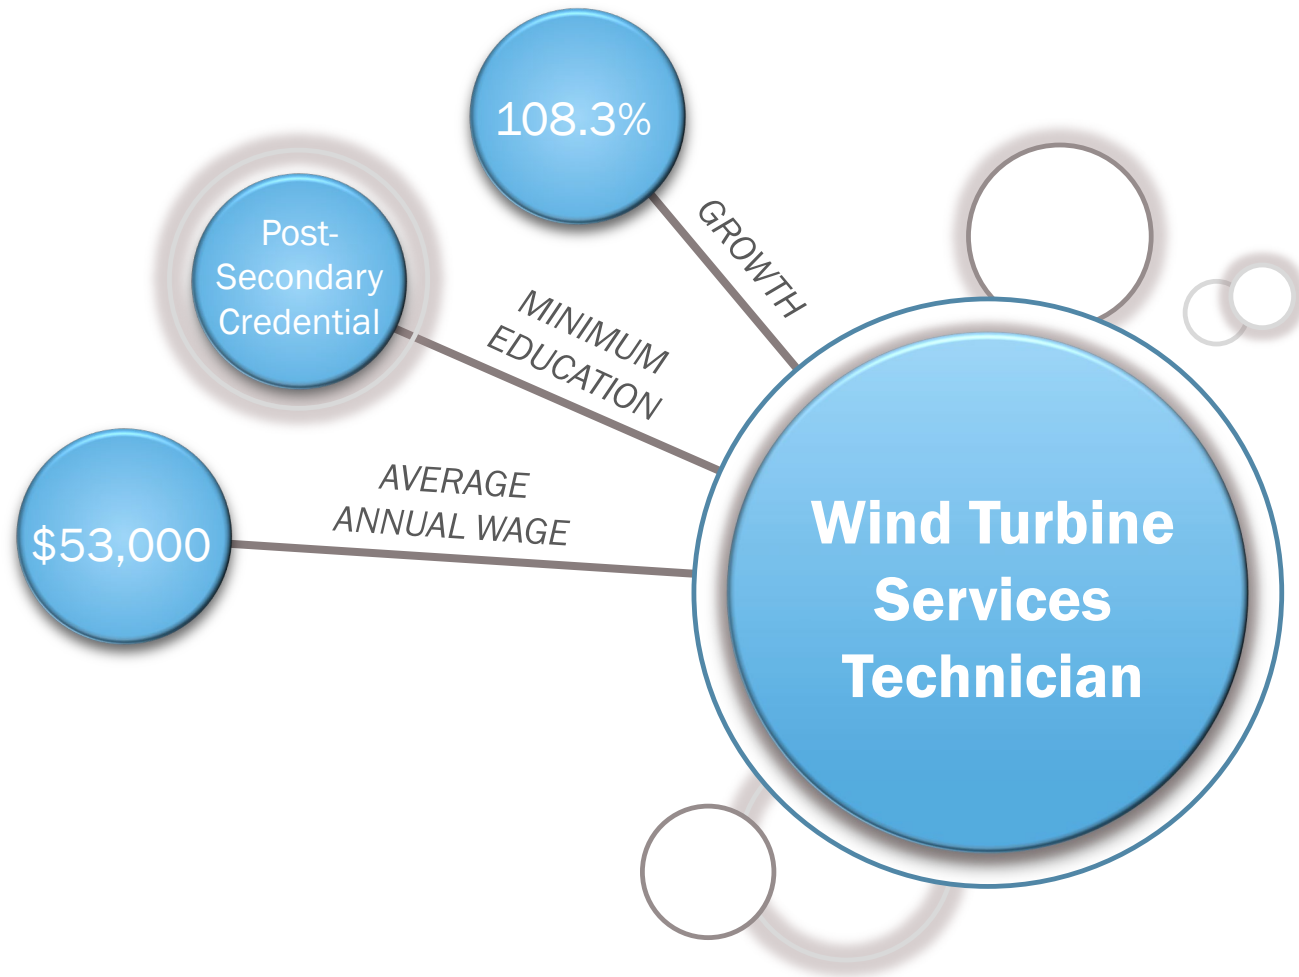 108.3%
GROWTH
Post-
Secondary
Credential
MINIMUM
EDUCATION
$53,000
AVERAGE
ANNUAL WAGE
Wind Turbine
Services
Technician